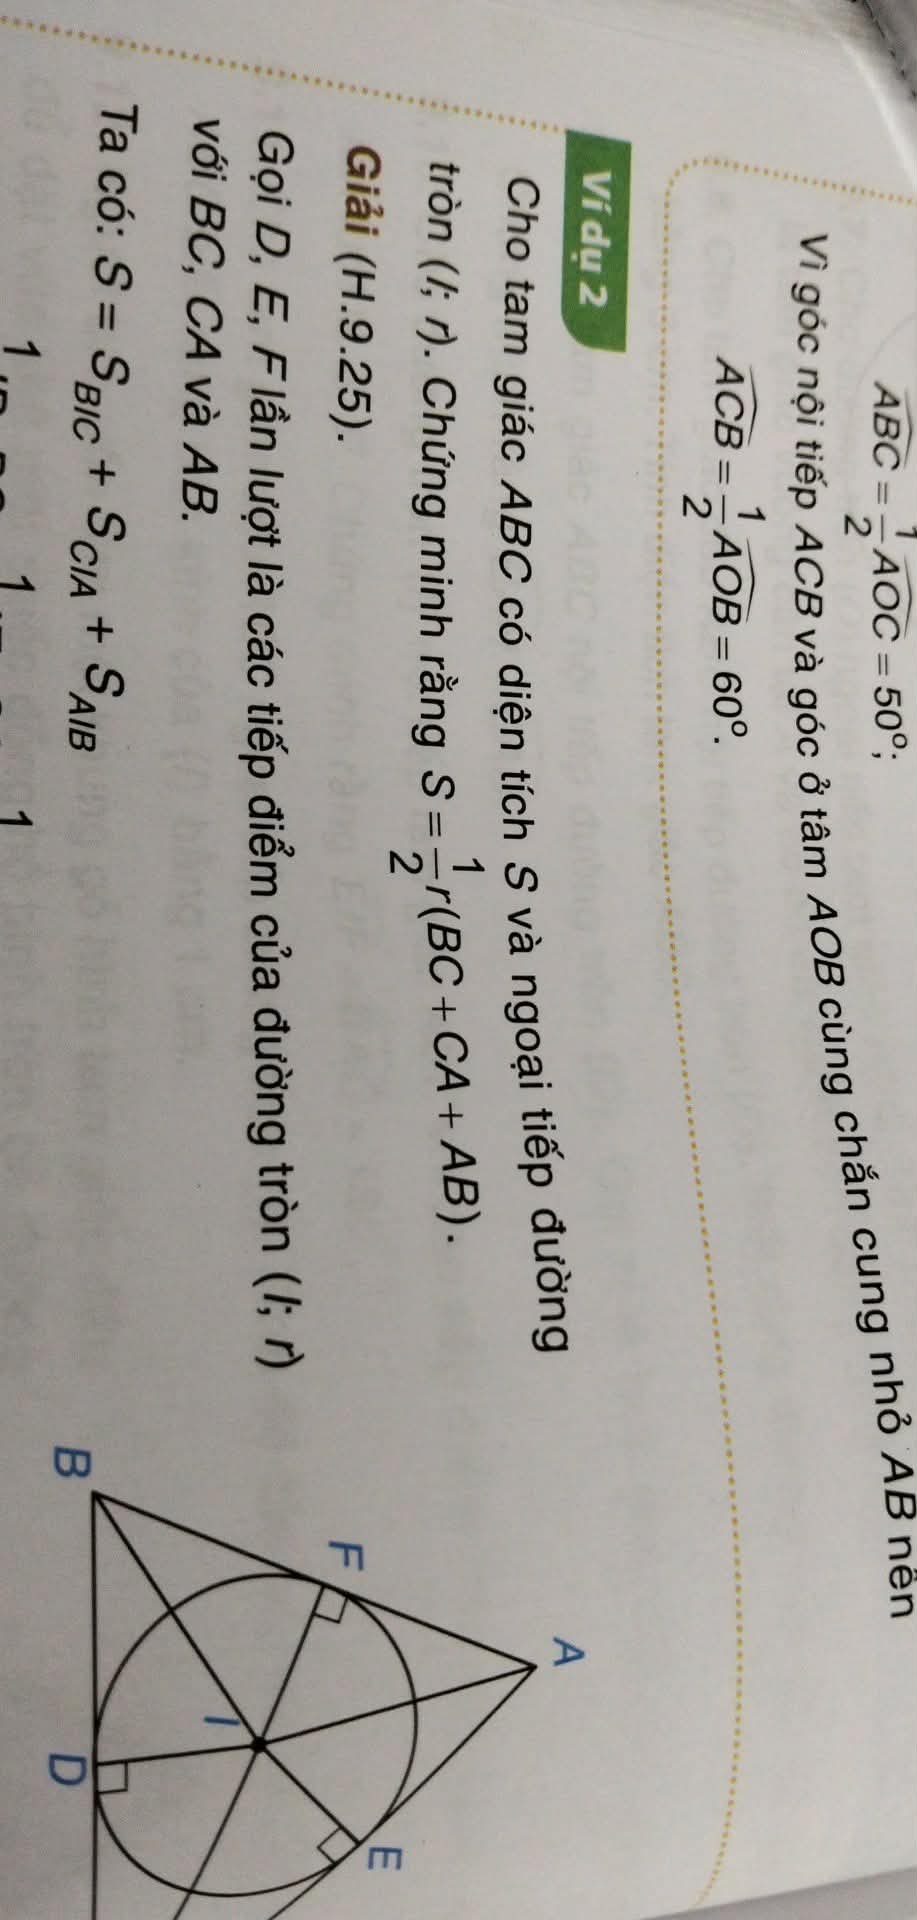 ABC = 1/2 AOC = 50°;
Vì góc nội tiếp ACB và góc ở tâm AOB cùng chắn cung nhỏ AB nên
ACB = 1/2 AOB = 60°.
Ví dụ 2
Cho tam giác ABC có diện tích S và ngoại tiếp đường
tròn (I; r). Chứng minh rằng S = 1/2 r(BC + CA + AB).
Giải (H.9.25).
Gọi D, E, F lần lượt là các tiếp điểm của đường tròn (I; r)
với BC, CA và AB.
Ta có: S = S_BIC + S_CIA + S_AIB
A
F
E
I
B
D